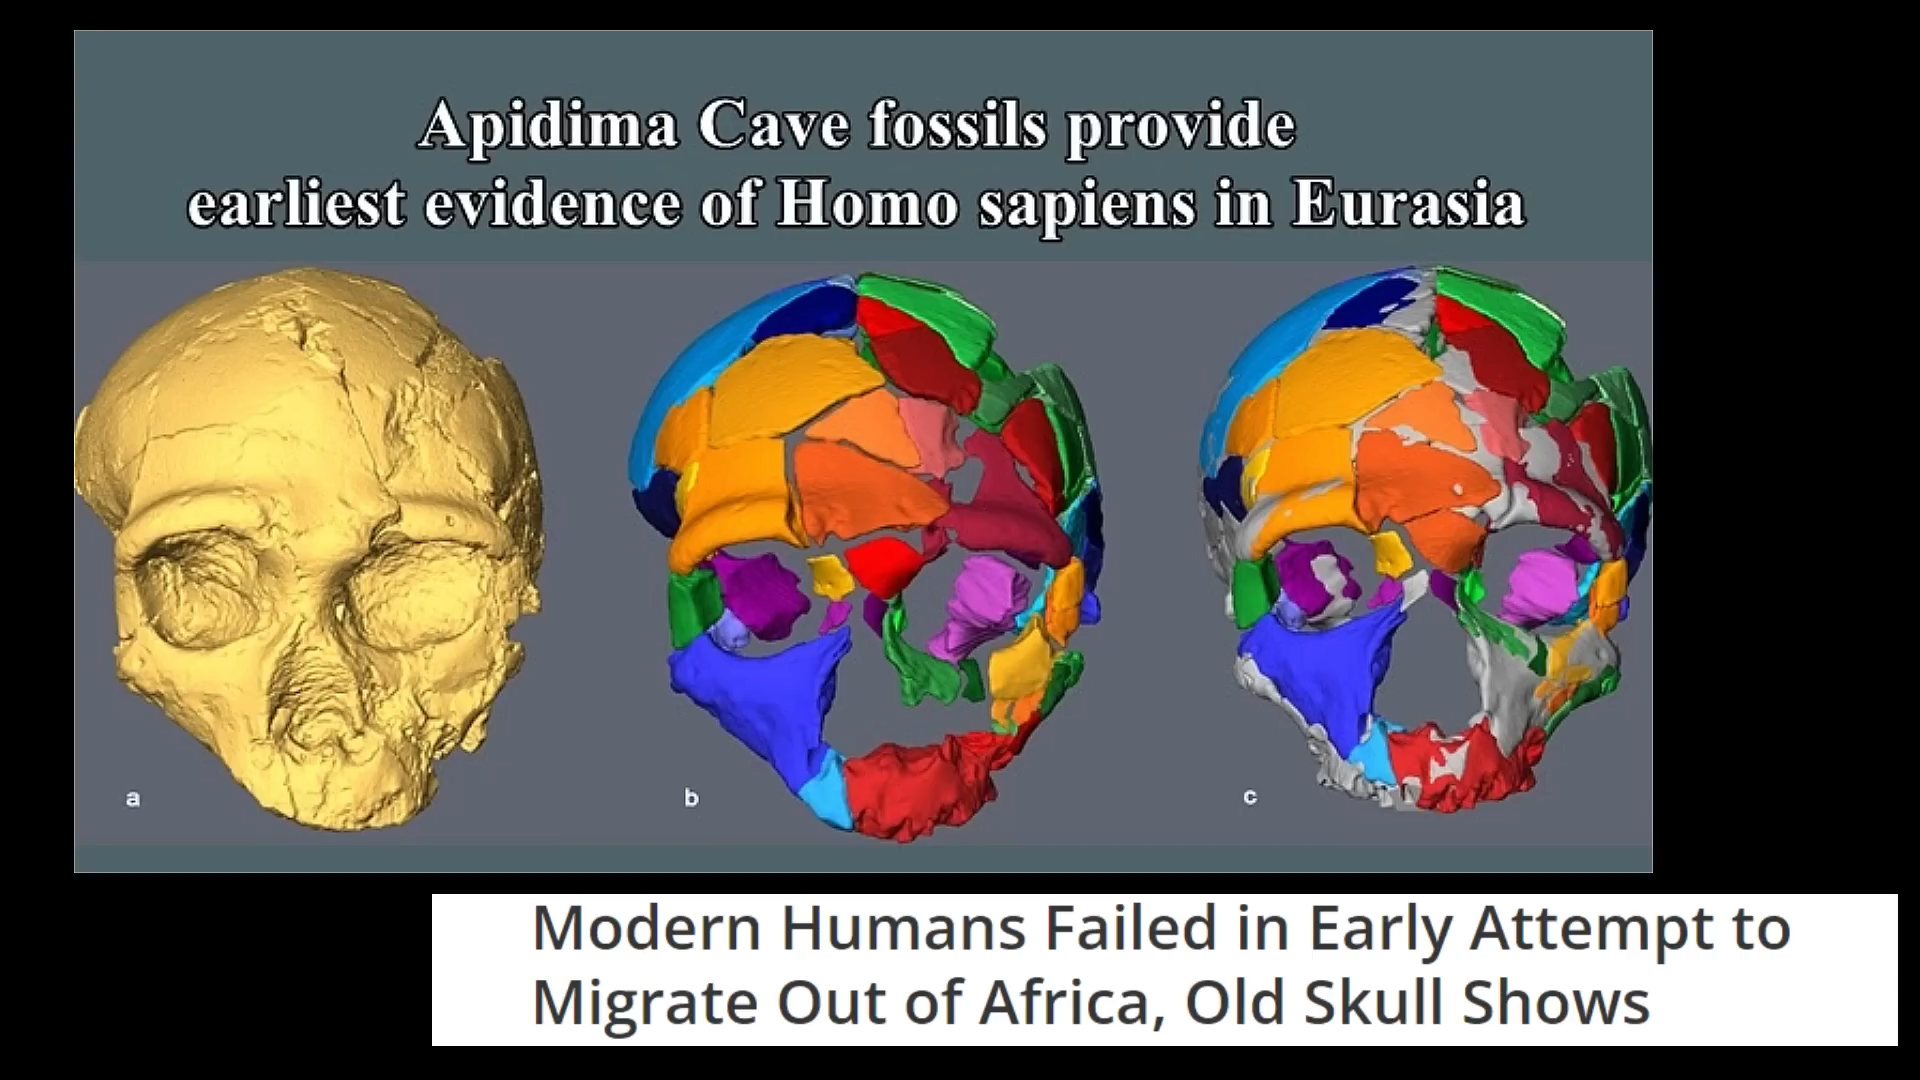 Apidima Cave fossils provide
earliest evidence of Homo sapiens in Eurasia
a
b
c
Modern Humans Failed in Early Attempt to
Migrate Out of Africa, Old Skull Shows